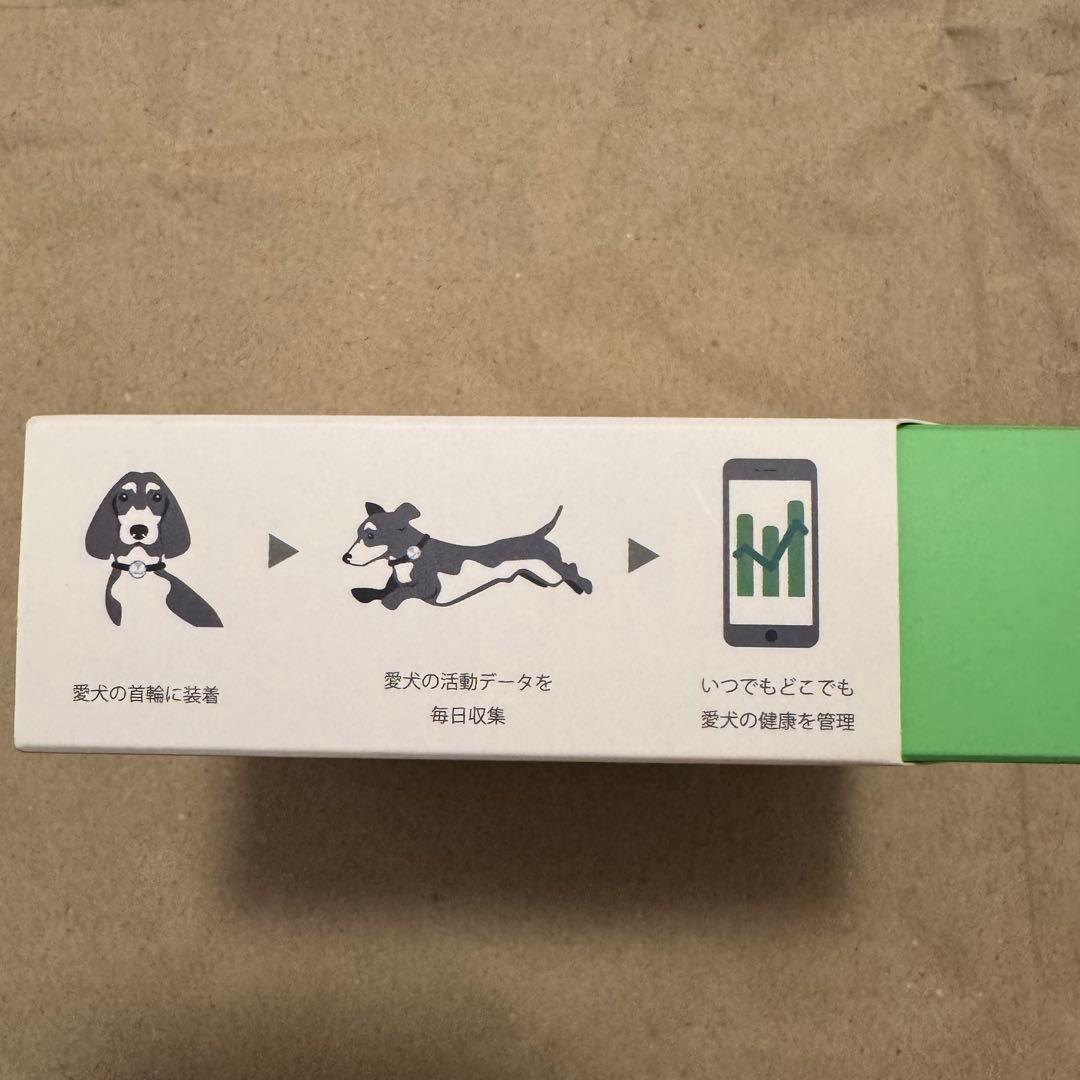 愛犬の首輪に装着
愛犬の活動データを
毎日収集
いつでもどこでも
愛犬の健康を管理